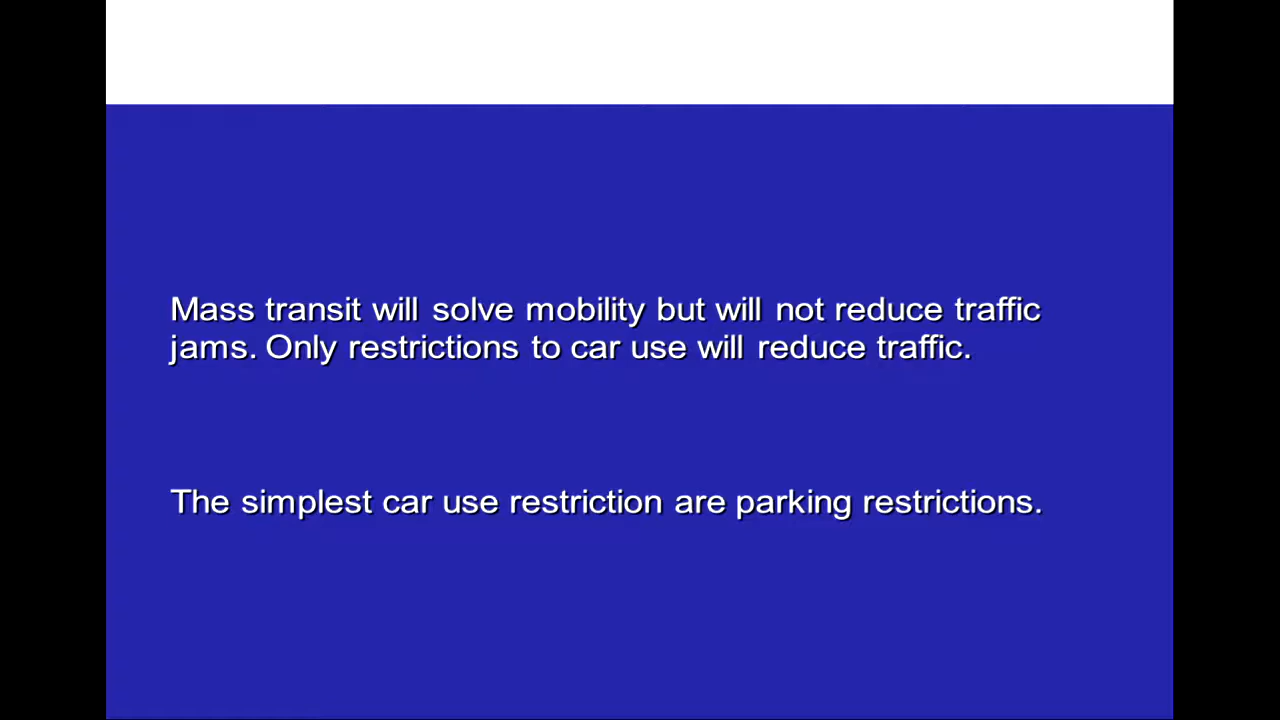 Mass transit will solve mobility but will not reduce traffic
jams. Only restrictions to car use will reduce traffic.
The simplest car use restriction are parking restrictions.